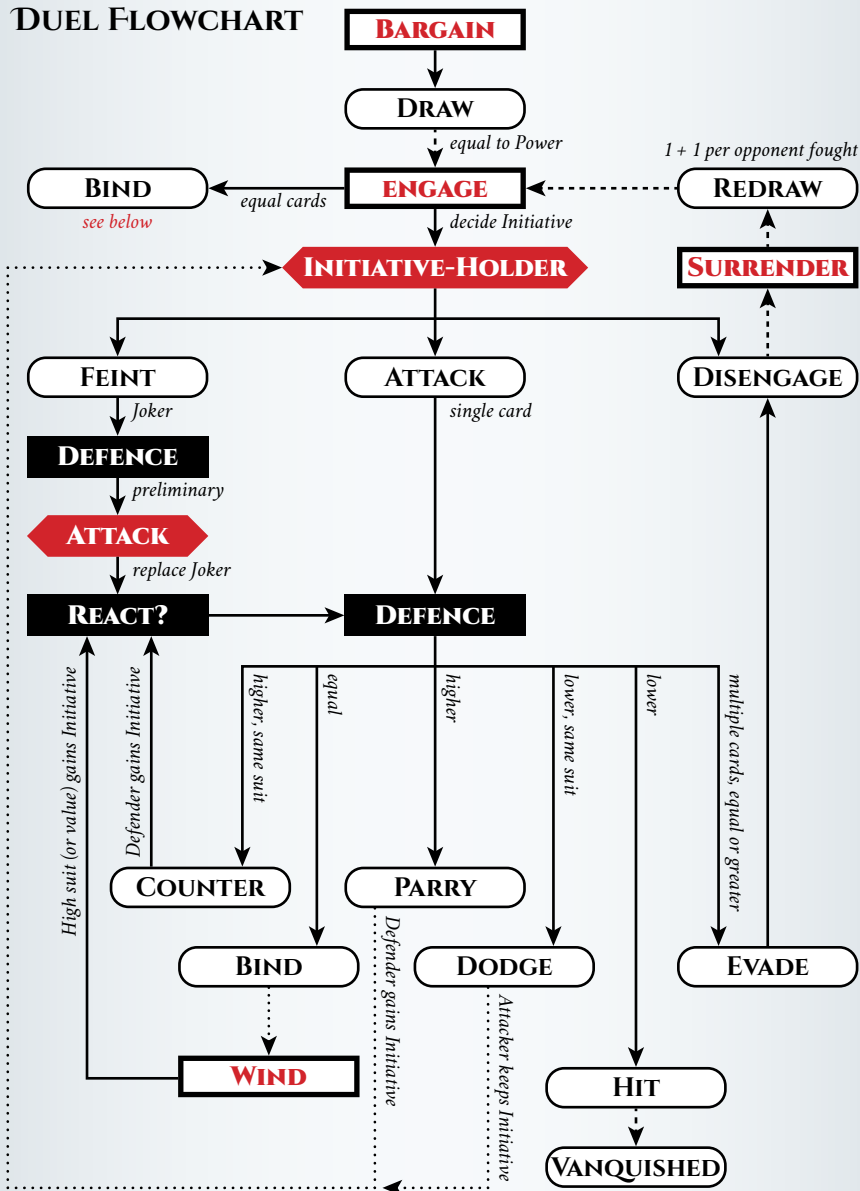 DUEL FLOWCHART
BARGAIN
DRAW
equal to Power
1 + 1 per opponent fought
BIND
equal cards
ENGAGE
REDRAW
see below
decide Initiative
INITIATIVE-HOLDER
SURRENDER
FEINT
ATTACK
DISENGAGE
Joker
single card
DEFENCE
preliminary
ATTACK
replace Joker
REACT?
DEFENCE
High suit (or value) gains Initiative
Defender gains Initiative
higher, same suit
equal
higher
lower, same suit
lower
multiple cards, equal or greater
COUNTER
PARRY
Defender gains Initiative
BIND
DODGE
EVADE
Attacker keeps Initiative
WIND
HIT
VANQUISHED